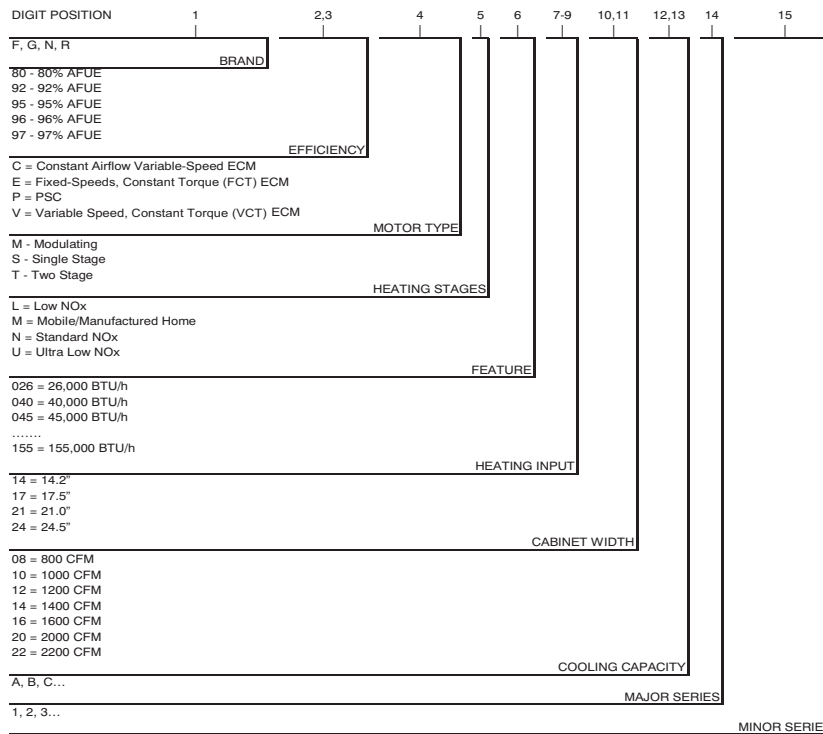 DIGIT POSITION 1 2,3 4 5 6 7-9 10,11 12,13 14 15
F, G, N, R
BRAND
80 - 80% AFUE
92 - 92% AFUE
95 - 95% AFUE
96 - 96% AFUE
97 - 97% AFUE
EFFICIENCY
C = Constant Airflow Variable-Speed ECM
E = Fixed-Speeds, Constant Torque (FCT) ECM
P = PSC
V = Variable Speed, Constant Torque (VCT) ECM
MOTOR TYPE
M - Modulating
S - Single Stage
T - Two Stage
HEATING STAGES
L = Low NOx
M = Mobile/Manufactured Home
N = Standard NOx
U = Ultra Low NOx
FEATURE
026 = 26,000 BTU/h
040 = 40,000 BTU/h
045 = 45,000 BTU/h
.......
155 = 155,000 BTU/h
HEATING INPUT
14 = 14.2”
17 = 17.5”
21 = 21.0”
24 = 24.5”
CABINET WIDTH
08 = 800 CFM
10 = 1000 CFM
12 = 1200 CFM
14 = 1400 CFM
16 = 1600 CFM
20 = 2000 CFM
22 = 2200 CFM
COOLING CAPACITY
A, B, C...
MAJOR SERIES
1, 2, 3...
MINOR SERIE